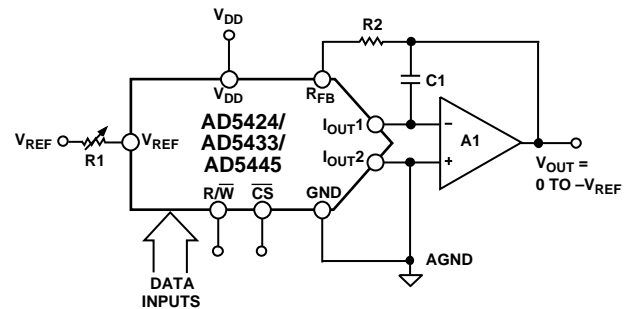 V_DD
R2
V_DD
R_FB
C1
AD5424/
AD5433/
AD5445
I_OUT1
A1
V_REF
R1
V_REF
I_OUT2
V_OUT =
0 TO –V_REF
R/W̅
C̅S̅
GND
AGND
DATA
INPUTS
−
+